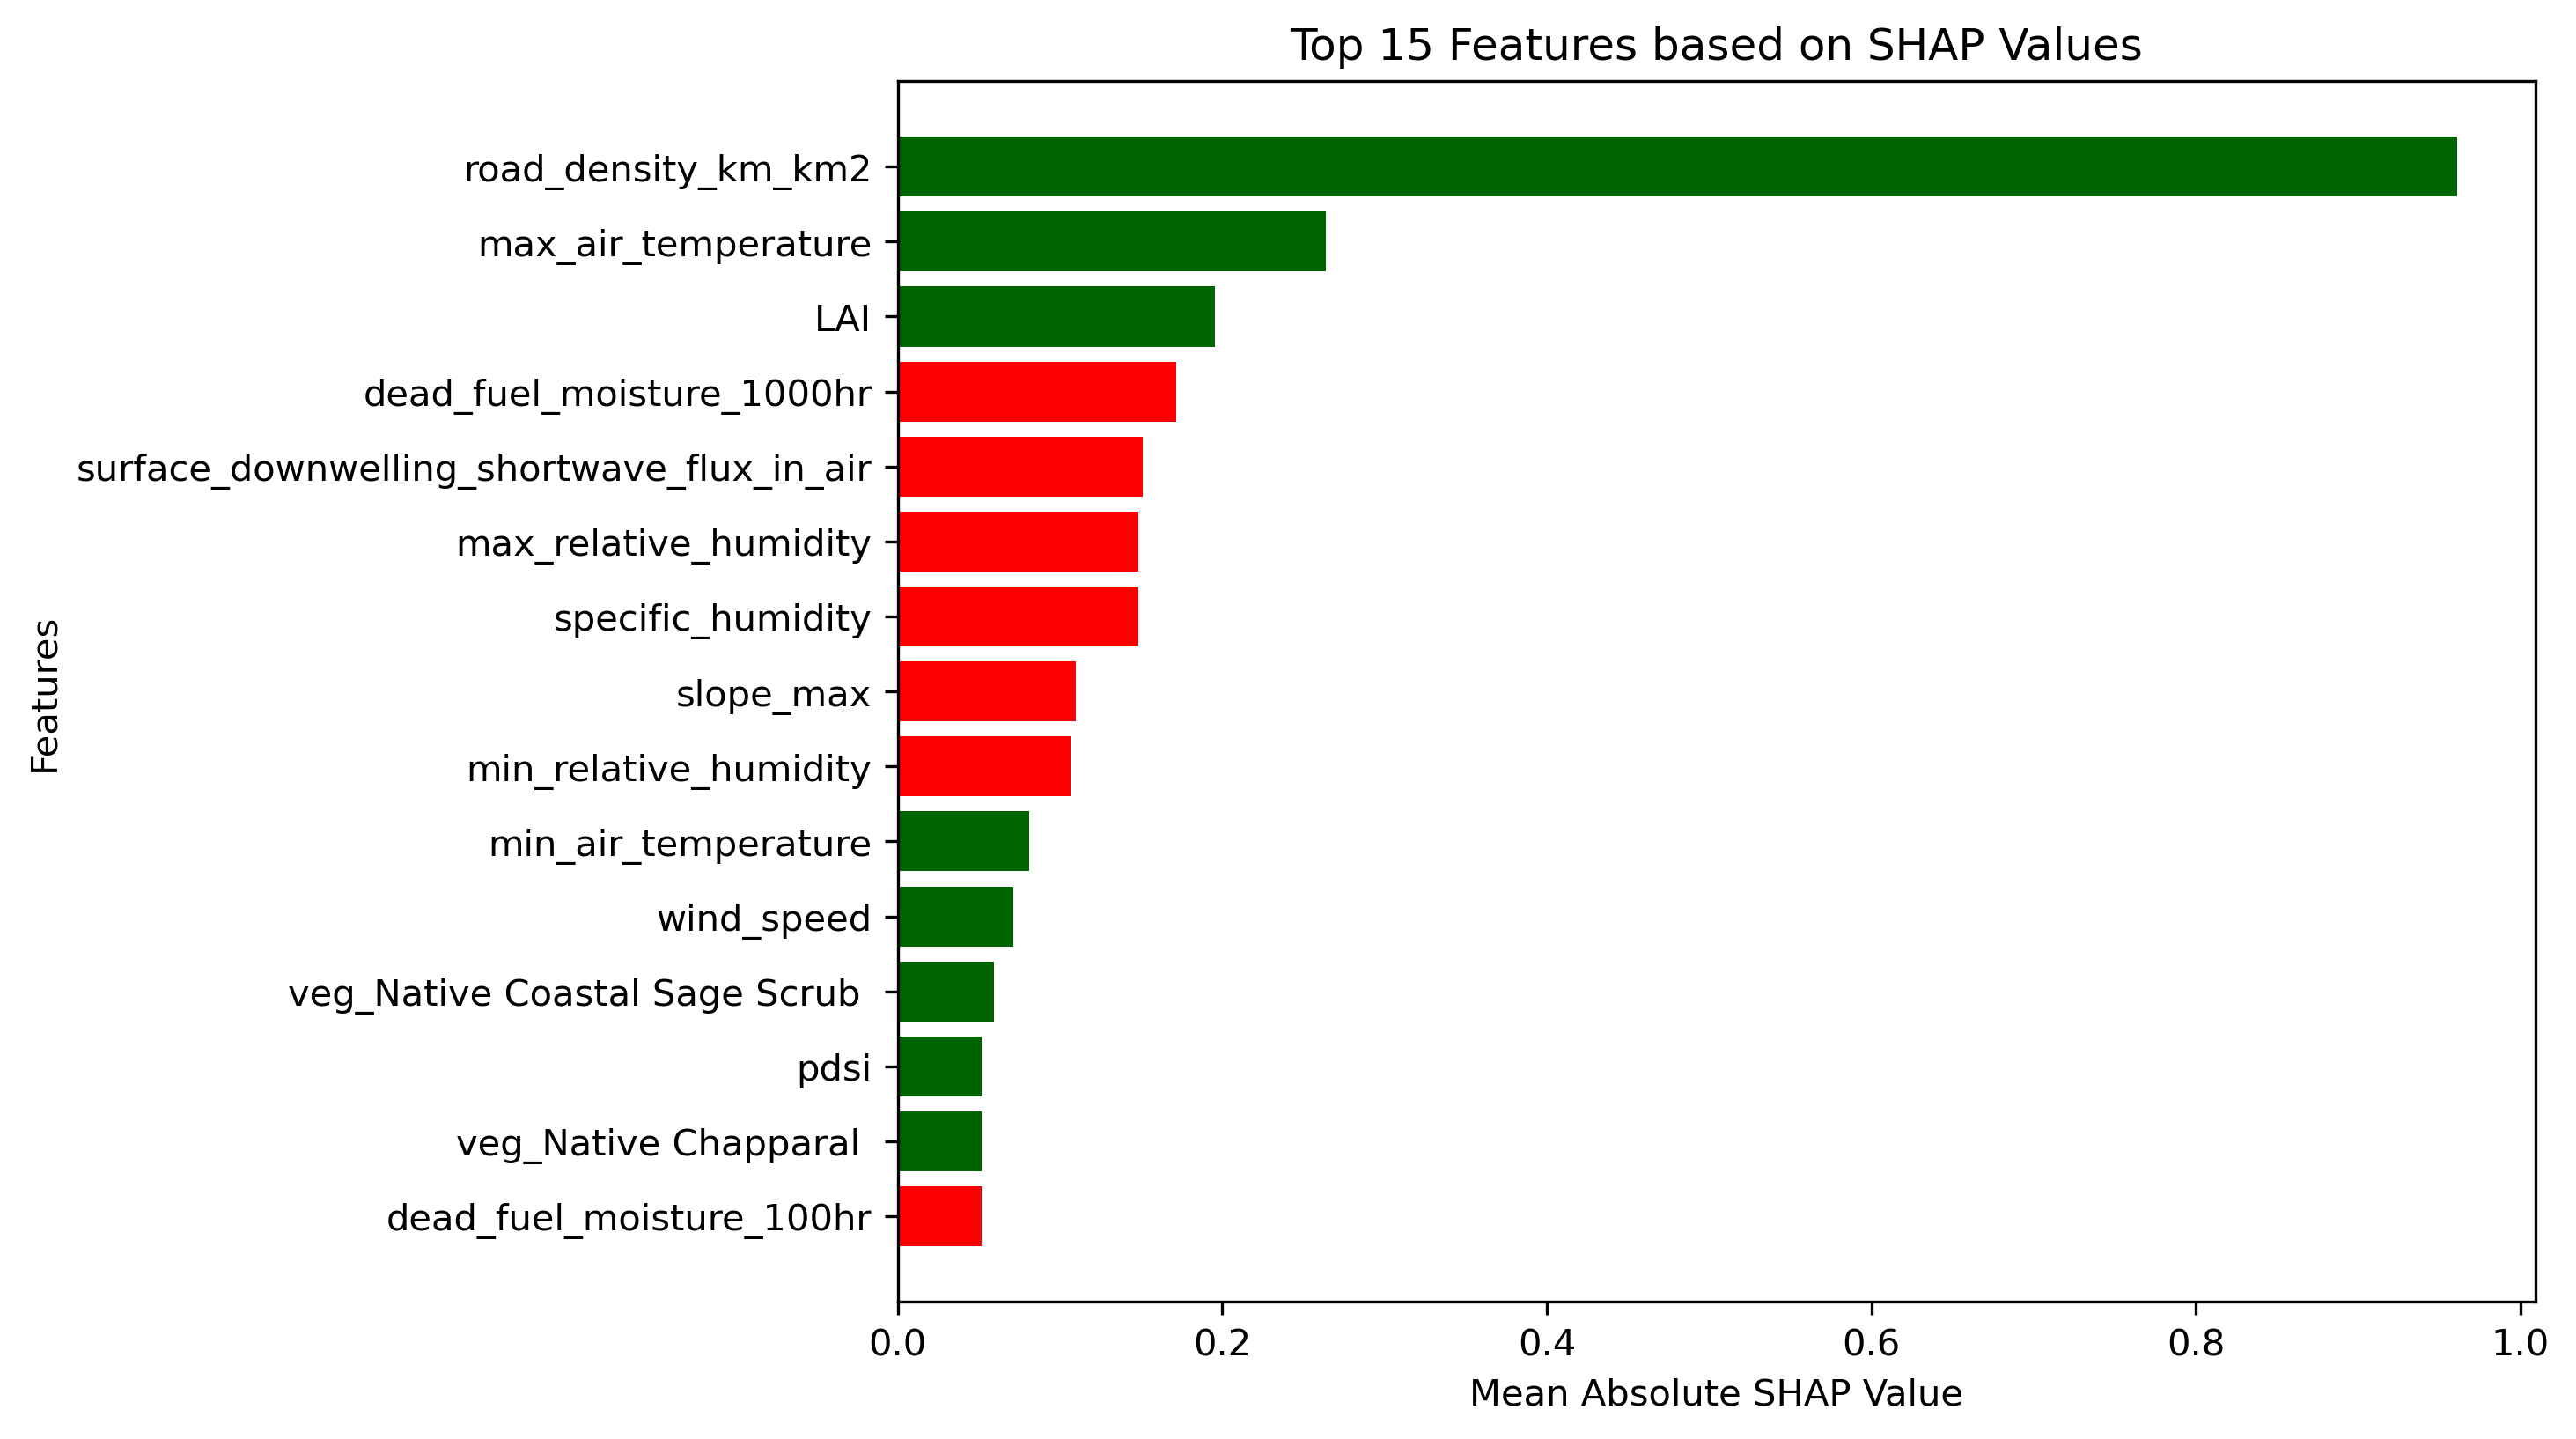 Top 15 Features based on SHAP Values
road_density_km_km2
max_air_temperature
LAI
dead_fuel_moisture_1000hr
surface_downwelling_shortwave_flux_in_air
max_relative_humidity
specific_humidity
slope_max
min_relative_humidity
min_air_temperature
wind_speed
veg_Native Coastal Sage Scrub
pdsi
veg_Native Chapparal
dead_fuel_moisture_100hr
Features
0.0 0.2 0.4 0.6 0.8 1.0
Mean Absolute SHAP Value